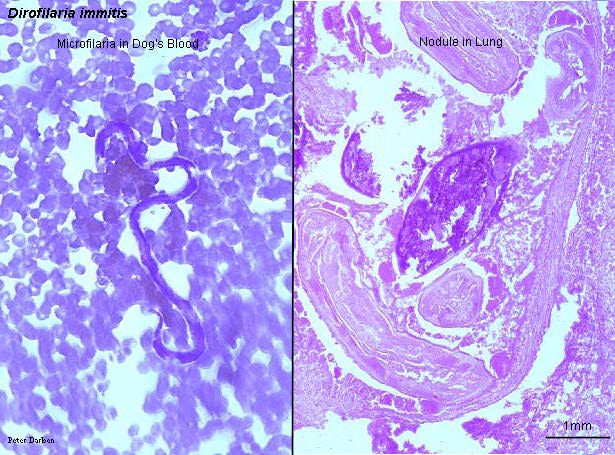 Dirofilaria immitis
Microfilaria in Dog's Blood
Nodule in Lung
1mm
Peter Darben